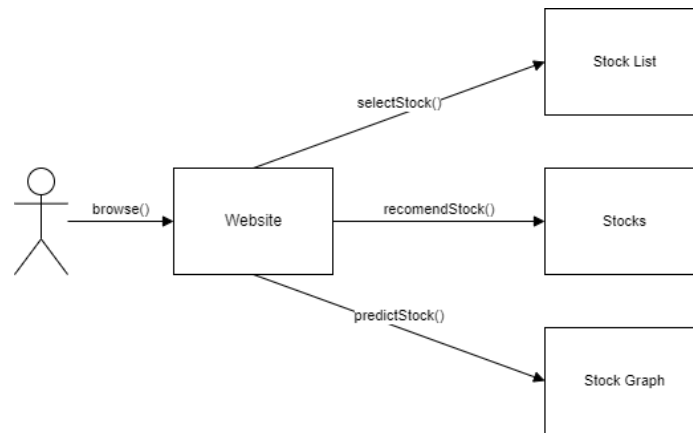 Stock List
selectStock()
browse()
Website
recomendStock()
Stocks
predictStock()
Stock Graph